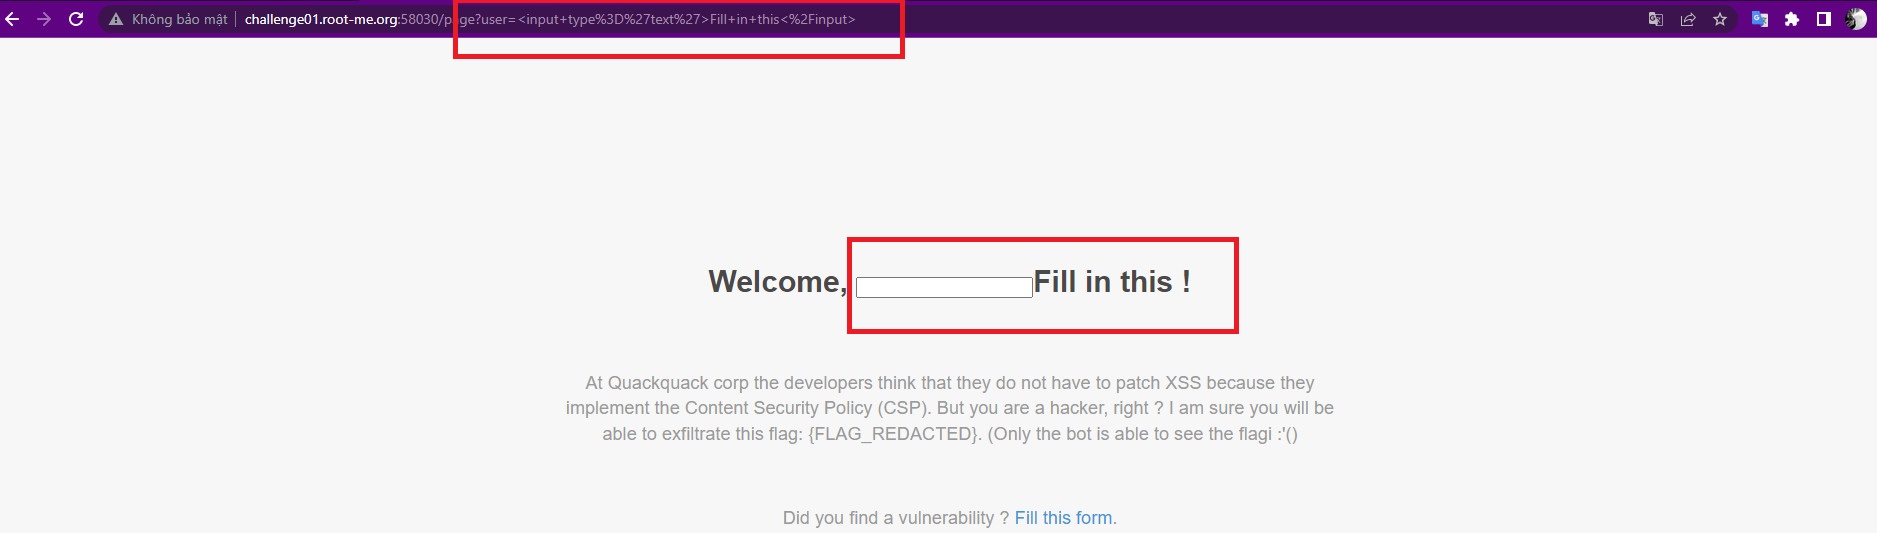 Không bảo mật challenge01.root-me.org:58030/page?user=<input+type%3D%27text%27>Fill+in+this<%2Finput>
Welcome, Fill in this !
At Quackquack corp the developers think that they do not have to patch XSS because they
implement the Content Security Policy (CSP). But you are a hacker, right ? I am sure you will be
able to exfiltrate this flag: {FLAG_REDACTED}. (Only the bot is able to see the flagi :'()
Did you find a vulnerability ? Fill this form.